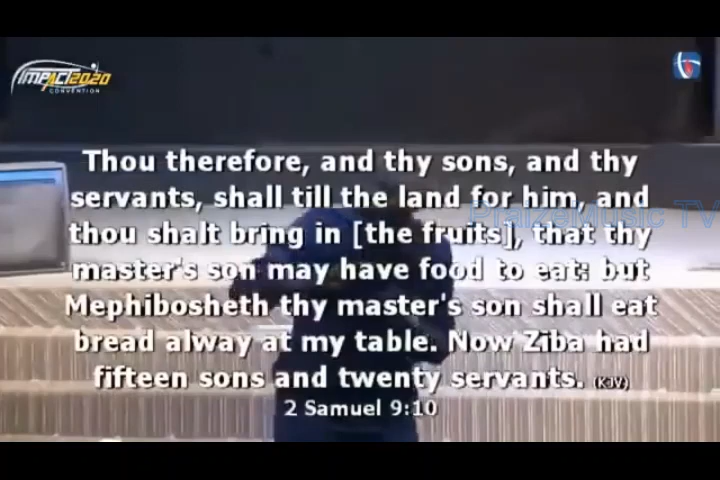 IMPACT2020
CONVENTION
Thou therefore, and thy sons, and thy
servants, shall till the land for him, and
PraizeMusic TV
thou shalt bring in [the fruits], that thy
master's son may have food to eat: but
Mephibosheth thy master's son shall eat
bread alway at my table. Now Ziba had
fifteen sons and twenty servants. (KJV)
2 Samuel 9:10